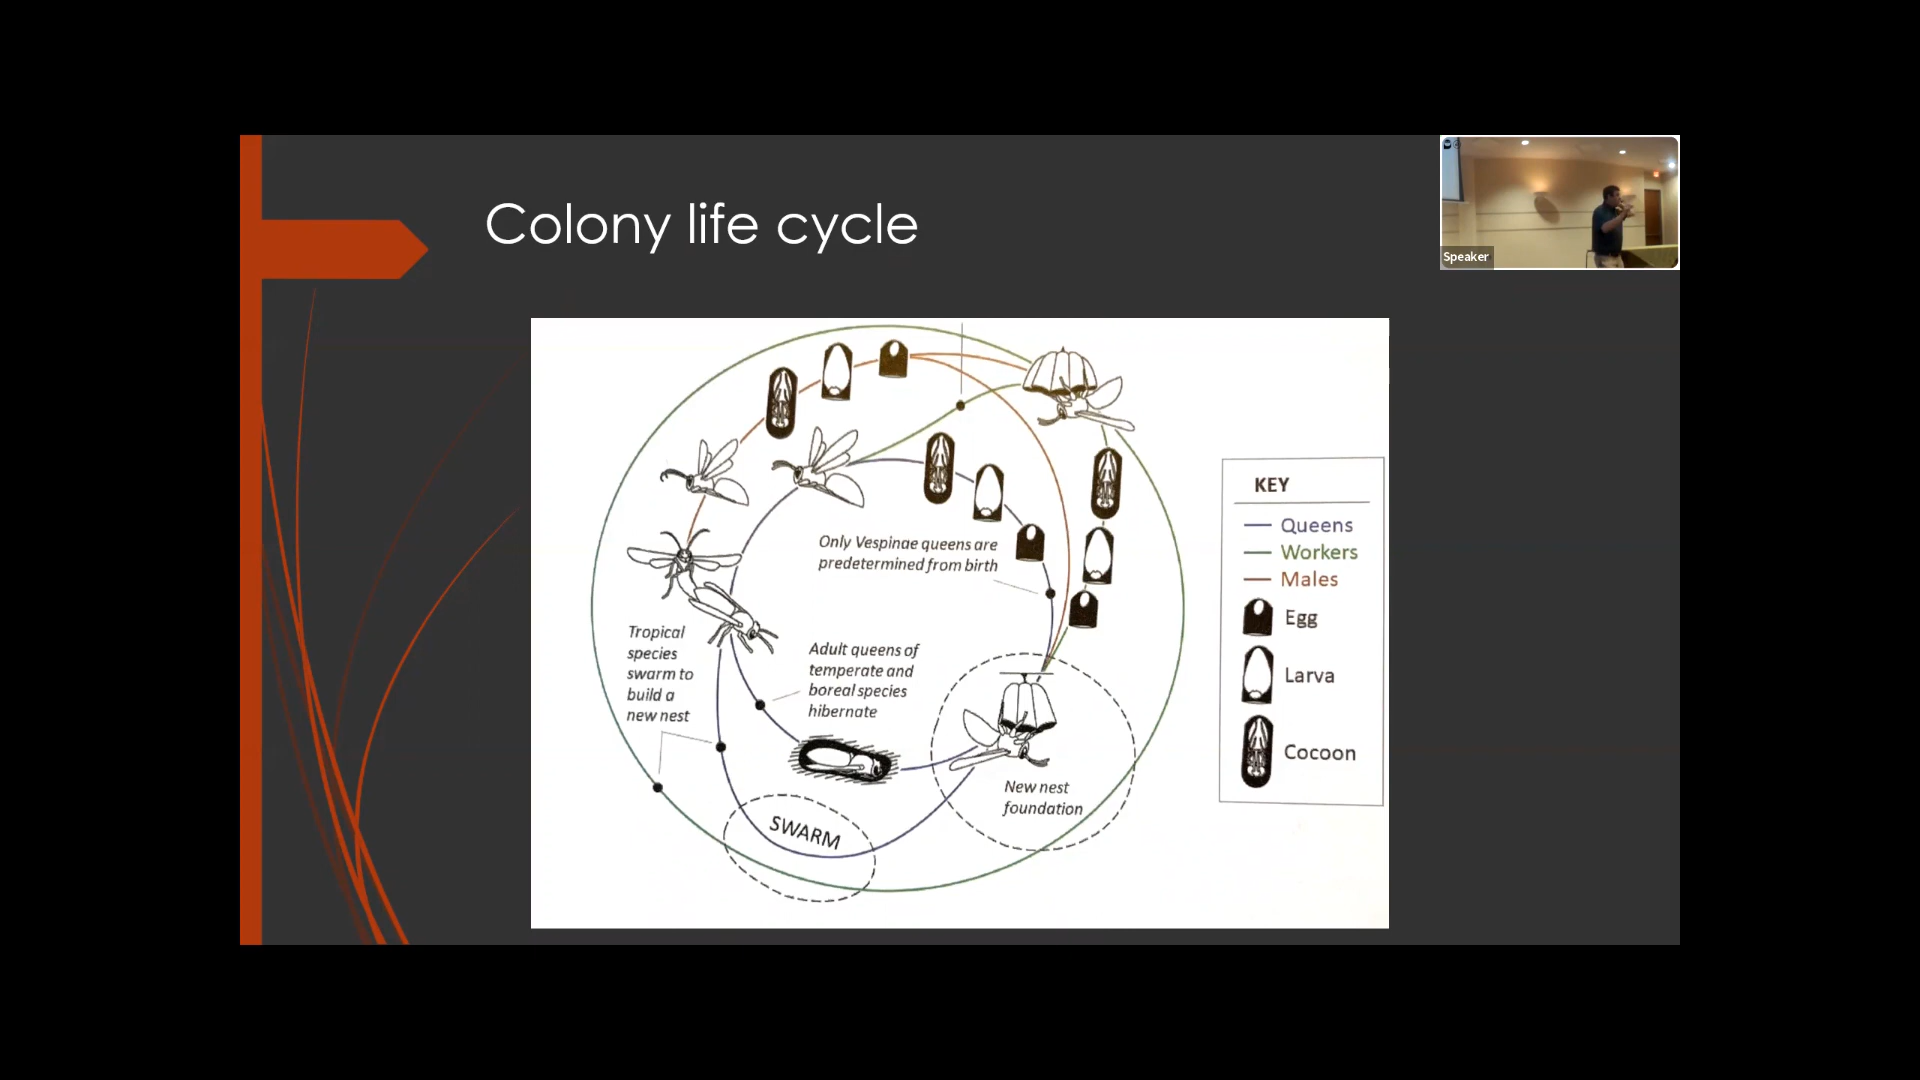 Colony life cycle
Speaker
Only Vespinae queens are
predetermined from birth
Tropical
species
swarm to
build a
new nest
Adult queens of
temperate and
boreal species
hibernate
New nest
foundation
SWARM
KEY
Queens
Workers
Males
Egg
Larva
Cocoon